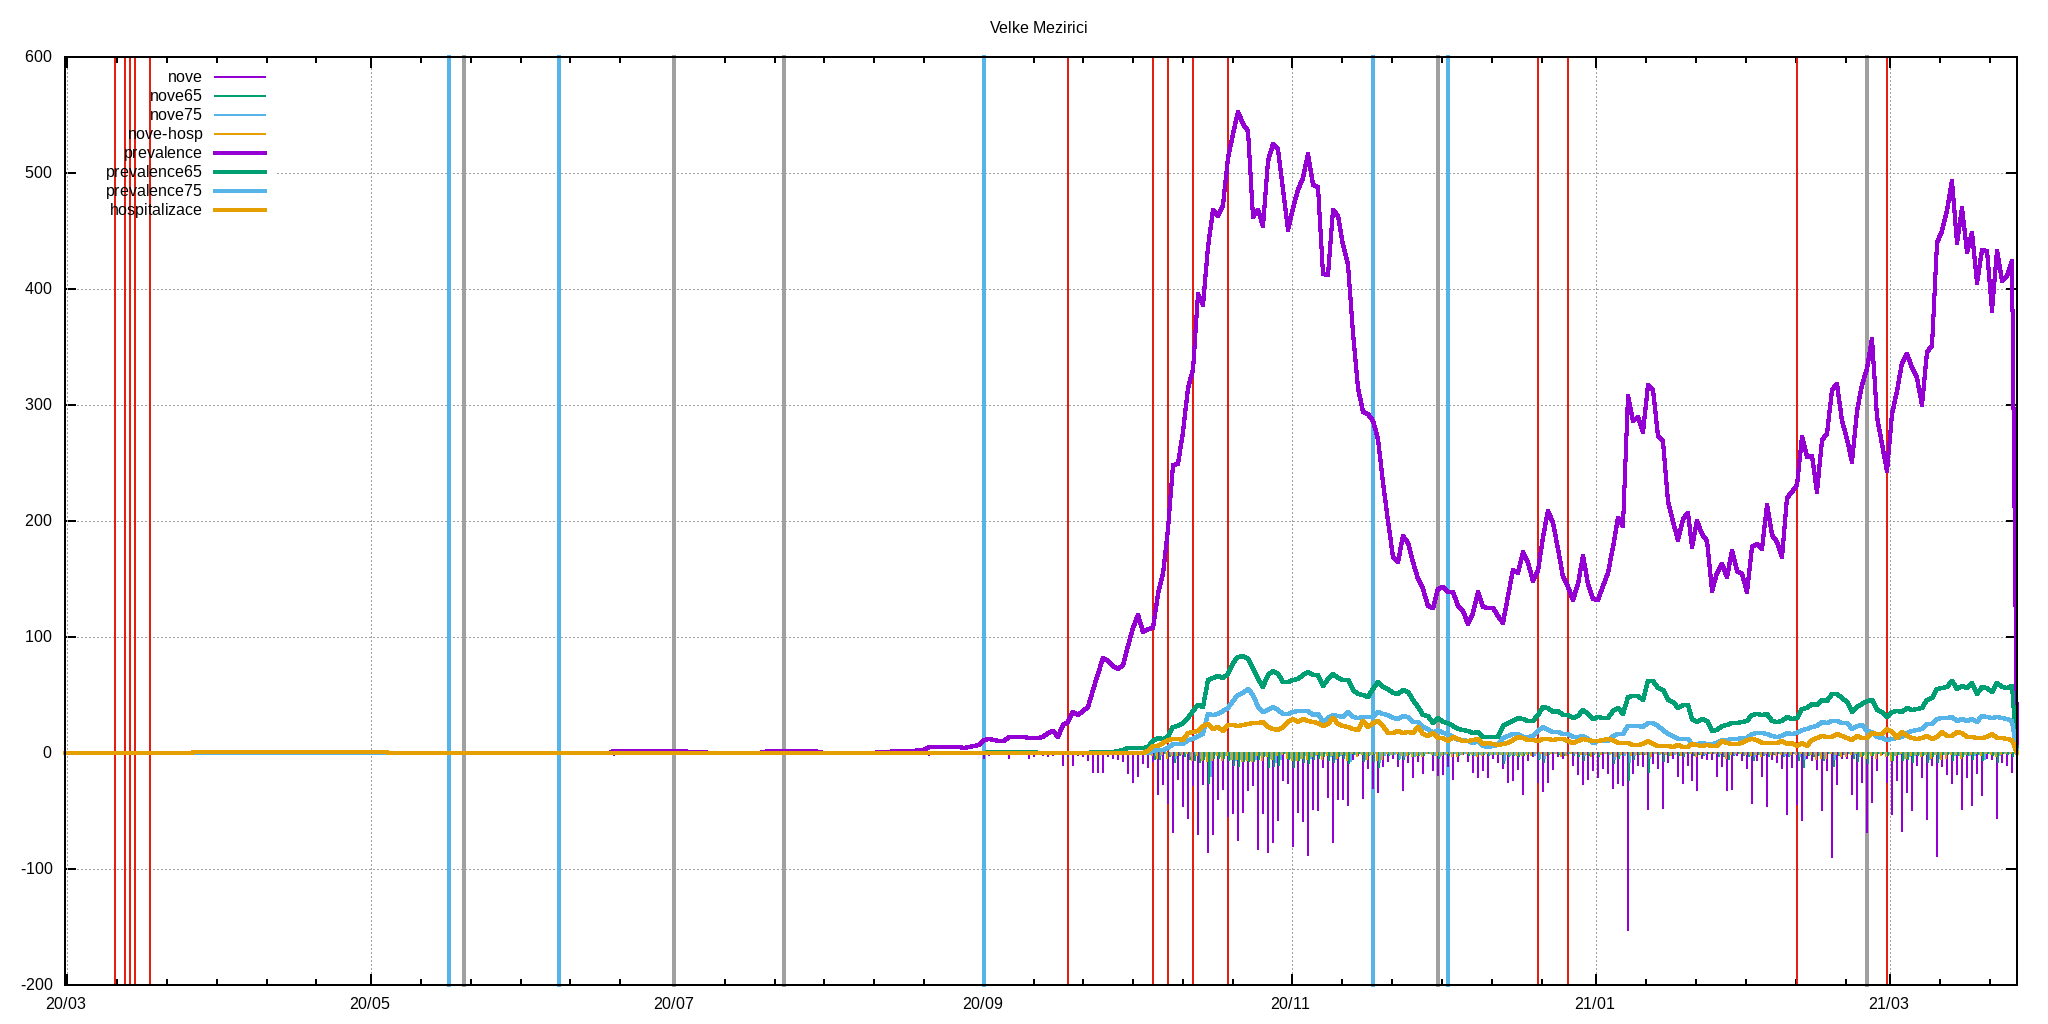 Velke Mezirici
600
500
400
300
200
100
0
-100
-200
nove
nove65
nove75
nove-hosp
prevalence
prevalence65
prevalence75
hospitalizace
20/03 20/05 20/07 20/09 20/11 21/01 21/03